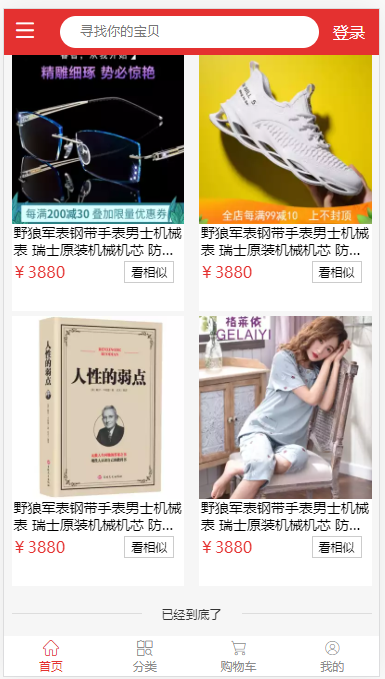 寻找你的宝贝
登录
精雕细琢 势必惊艳
WELL 5
每满200减30 叠加限量优惠券
全店每满99减10 上不封顶
野狼军表钢带手表男士机械
表 瑞士原装机械机芯 防...
￥3880
看相似
野狼军表钢带手表男士机械
表 瑞士原装机械机芯 防...
￥3880
看相似
人性的弱点
梧莱依
GELAIYI
野狼军表钢带手表男士机械
表 瑞士原装机械机芯 防...
￥3880
看相似
野狼军表钢带手表男士机械
表 瑞士原装机械机芯 防...
￥3880
看相似
已经到底了
首页
分类
购物车
我的